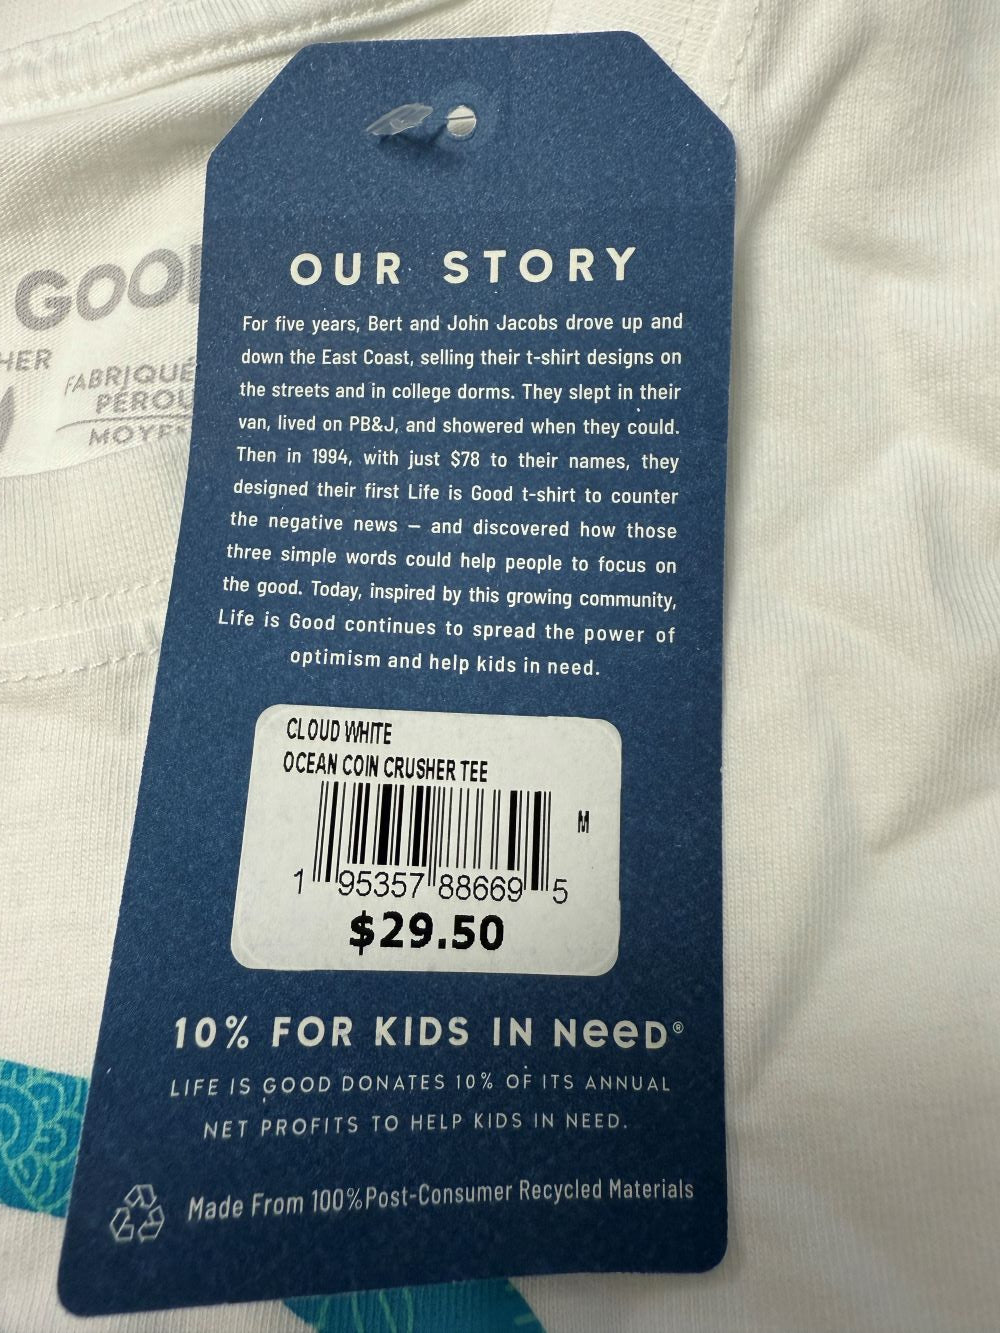 GOO
HER
FABRIQUÉ
PÉROU
MOYEN
OUR STORY
For five years, Bert and John Jacobs drove up and
down the East Coast, selling their t-shirt designs on
the streets and in college dorms. They slept in their
van, lived on PB&J, and showered when they could.
Then in 1994, with just $78 to their names, they
designed their first Life is Good t-shirt to counter
the negative news – and discovered how those
three simple words could help people to focus on
the good. Today, inspired by this growing community,
Life is Good continues to spread the power of
optimism and help kids in need.
CLOUD WHITE
OCEAN COIN CRUSHER TEE
M
1 95357 88669 5
$29.50
10% FOR KIDS IN NeeD®
LIFE IS GOOD DONATES 10% OF ITS ANNUAL
NET PROFITS TO HELP KIDS IN NEED.
Made From 100% Post-Consumer Recycled Materials